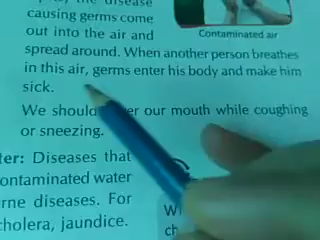 the disease
causing germs come
out into the air and
Contaminated air
spread around. When another person breathes
in this air, germs enter his body and make him
sick.
We should er our mouth while coughing
or sneezing.
ter: Diseases that
ontaminated water
rne diseases. For
cholera, jaundice.